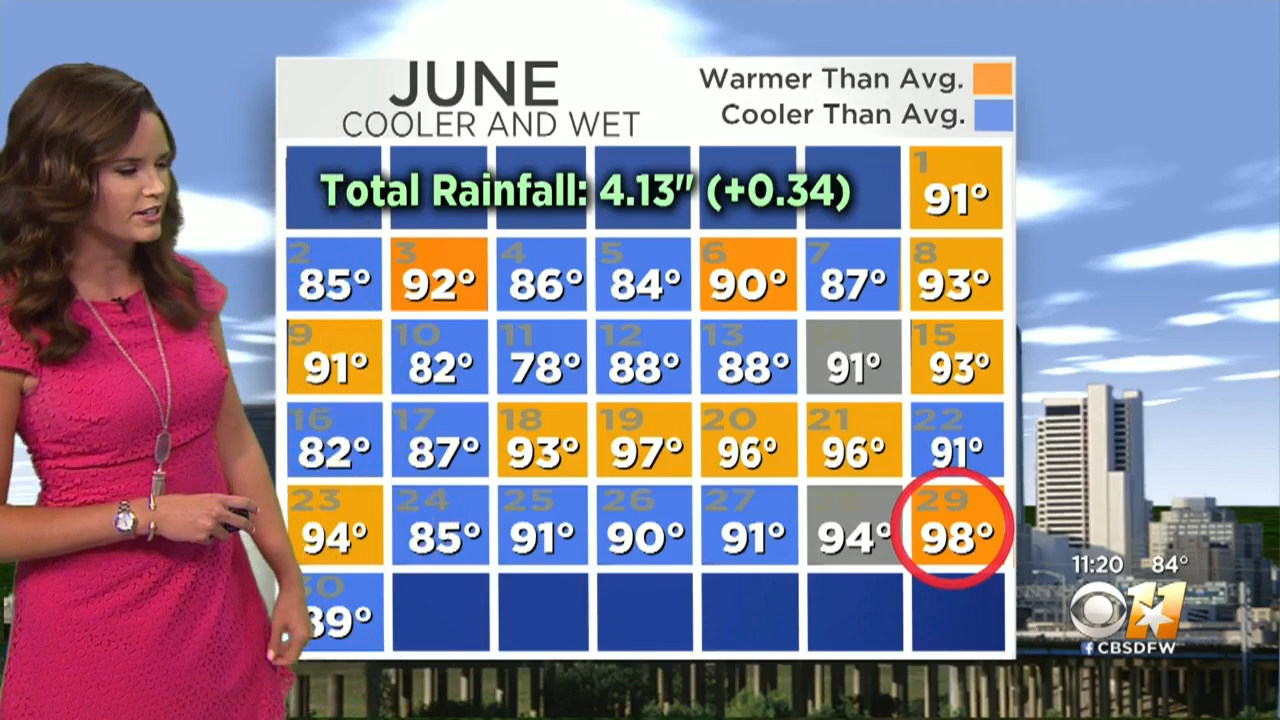 JUNE
COOLER AND WET
Warmer Than Avg.
Cooler Than Avg.
Total Rainfall: 4.13" (+0.34)
1
91°
2 3 4 5 6 7 8
85° 92° 86° 84° 90° 87° 93°
9 10 11 12 13 14 15
91° 82° 78° 88° 88° 91° 93°
16 17 18 19 20 21 22
82° 87° 93° 97° 96° 96° 91°
23 24 25 26 27 28 29
94° 85° 91° 90° 91° 94° 98°
30
89°
11:20 84°
11
f CBSDFW